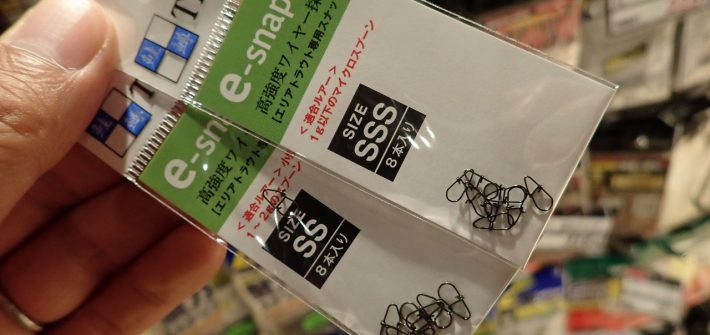 e-snap
高強度ワイヤー採
[エリアトラウト専用スナッ
<適合ルアー>
1g以下のマイクロスプーン
SIZE
SSS
8本入り
e-sna
高強度ワイ
[エリアトラウト専
<適合ルアー>小
1～2gのスプーン
SIZE
SS
8本入り